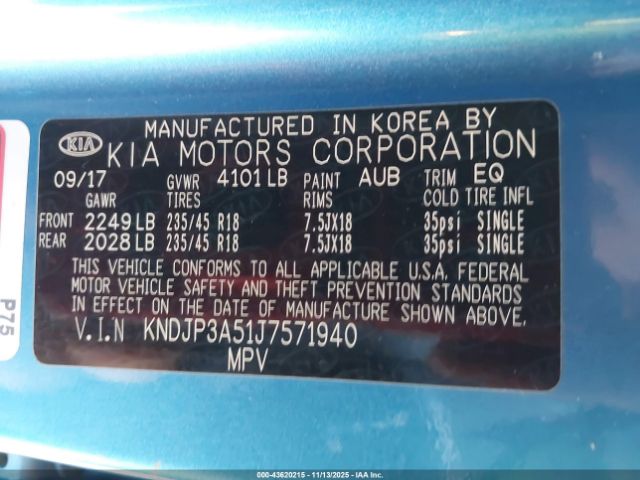 MANUFACTURED IN KOREA BY
KIA KIA MOTORS CORPORATION
09/17 GVWR 4101 LB PAINT AUB TRIM EQ
GAWR TIRES RIMS COLD TIRE INFL
FRONT 2249 LB 235/45 R18 7.5JX18 35psi SINGLE
REAR 2028 LB 235/45 R18 7.5JX18 35psi SINGLE
THIS VEHICLE CONFORMS TO ALL APPLICABLE U.S.A. FEDERAL
MOTOR VEHICLE SAFETY AND THEFT PREVENTION STANDARDS
IN EFFECT ON THE DATE OF MANUFACTURE SHOWN ABOVE.
V.I.N KNDJP3A51J7571940
MPV
P75
000-43620215 - 11/13/2025 - IAA Inc.